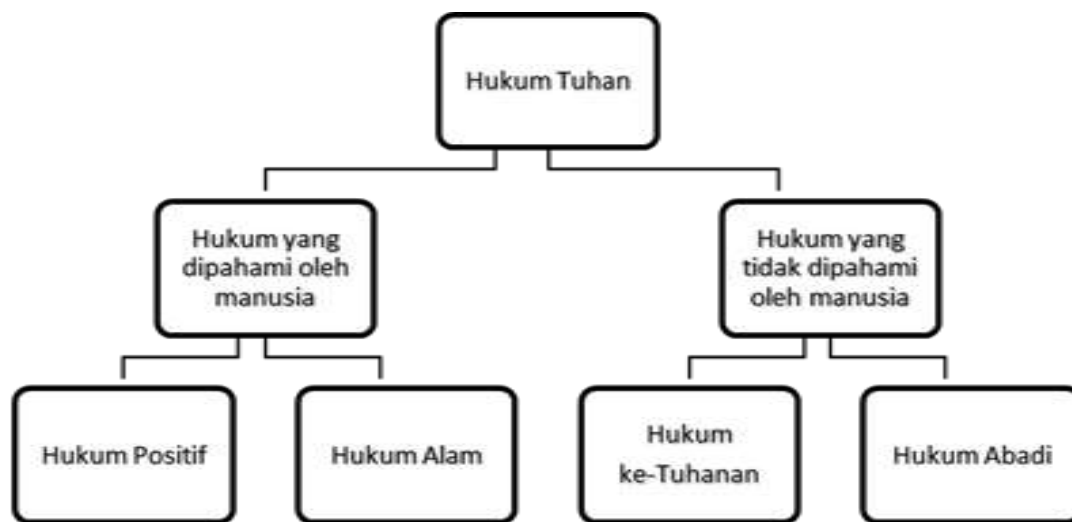 Hukum Tuhan
Hukum yang
dipahami oleh
manusia
Hukum yang
tidak dipahami
oleh manusia
Hukum Positif
Hukum Alam
Hukum
ke-Tuhanan
Hukum Abadi